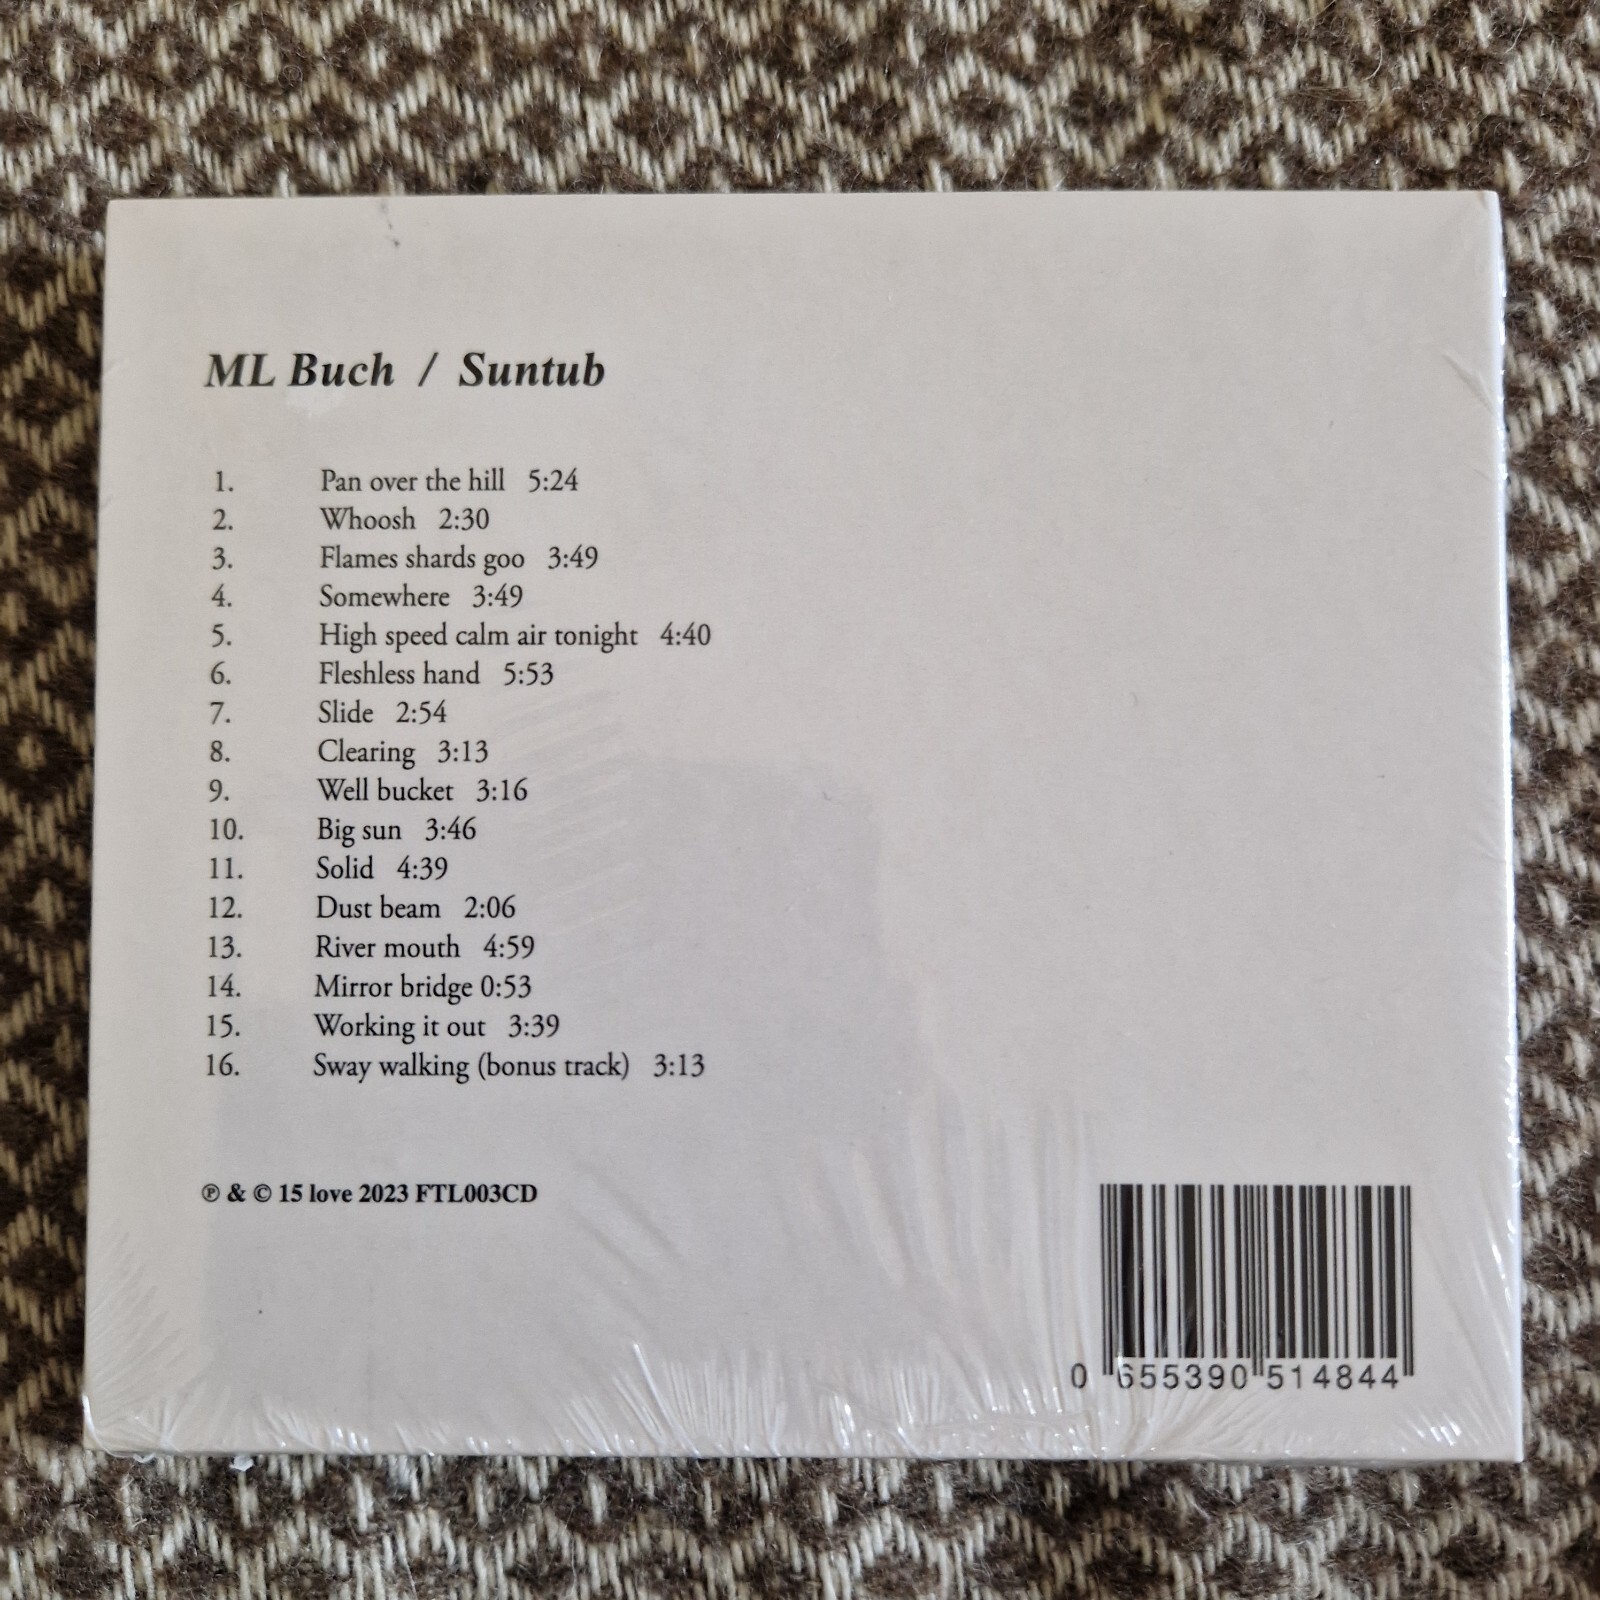 ML Buch / Suntub
1. Pan over the hill 5:24
2. Whoosh 2:30
3. Flames shards goo 3:49
4. Somewhere 3:49
5. High speed calm air tonight 4:40
6. Fleshless hand 5:53
7. Slide 2:54
8. Clearing 3:13
9. Well bucket 3:16
10. Big sun 3:46
11. Solid 4:39
12. Dust beam 2:06
13. River mouth 4:59
14. Mirror bridge 0:53
15. Working it out 3:39
16. Sway walking (bonus track) 3:13
℗ & © 15 love 2023 FTL003CD
0 655390 514844